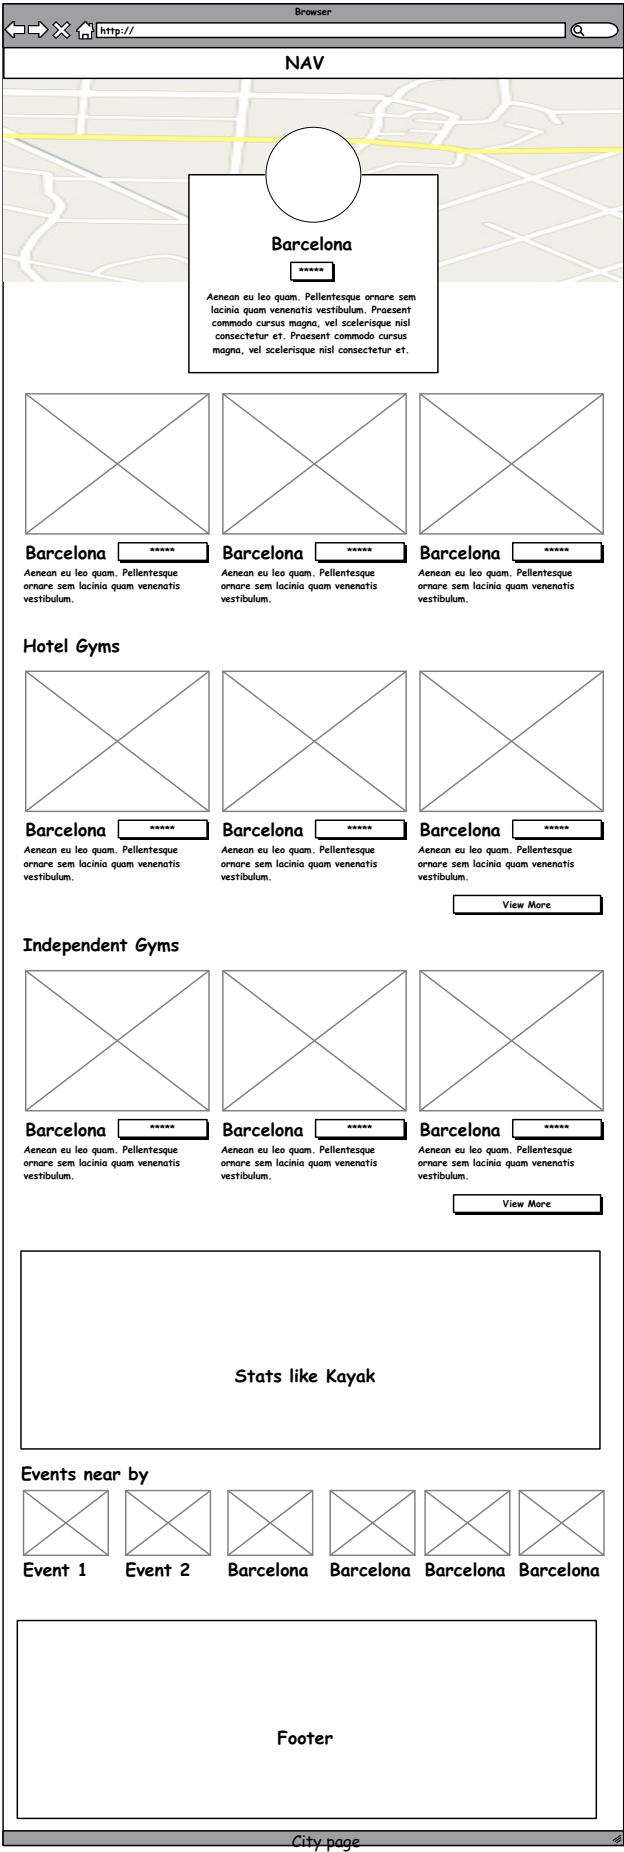 Browser
http://
NAV
Barcelona
*****
Aenean eu leo quam. Pellentesque ornare sem
lacinia quam venenatis vestibulum. Praesent
commodo cursus magna, vel scelerisque nisl
consectetur et. Praesent commodo cursus
magna, vel scelerisque nisl consectetur et.
Barcelona *****
Aenean eu leo quam. Pellentesque
ornare sem lacinia quam venenatis
vestibulum.
Barcelona *****
Aenean eu leo quam. Pellentesque
ornare sem lacinia quam venenatis
vestibulum.
Barcelona *****
Aenean eu leo quam. Pellentesque
ornare sem lacinia quam venenatis
vestibulum.
Hotel Gyms
Barcelona *****
Aenean eu leo quam. Pellentesque
ornare sem lacinia quam venenatis
vestibulum.
Barcelona *****
Aenean eu leo quam. Pellentesque
ornare sem lacinia quam venenatis
vestibulum.
Barcelona *****
Aenean eu leo quam. Pellentesque
ornare sem lacinia quam venenatis
vestibulum.
View More
Independent Gyms
Barcelona *****
Aenean eu leo quam. Pellentesque
ornare sem lacinia quam venenatis
vestibulum.
Barcelona *****
Aenean eu leo quam. Pellentesque
ornare sem lacinia quam venenatis
vestibulum.
Barcelona *****
Aenean eu leo quam. Pellentesque
ornare sem lacinia quam venenatis
vestibulum.
View More
Stats like Kayak
Events near by
Event 1
Event 2
Barcelona
Barcelona
Barcelona
Barcelona
Footer
City page